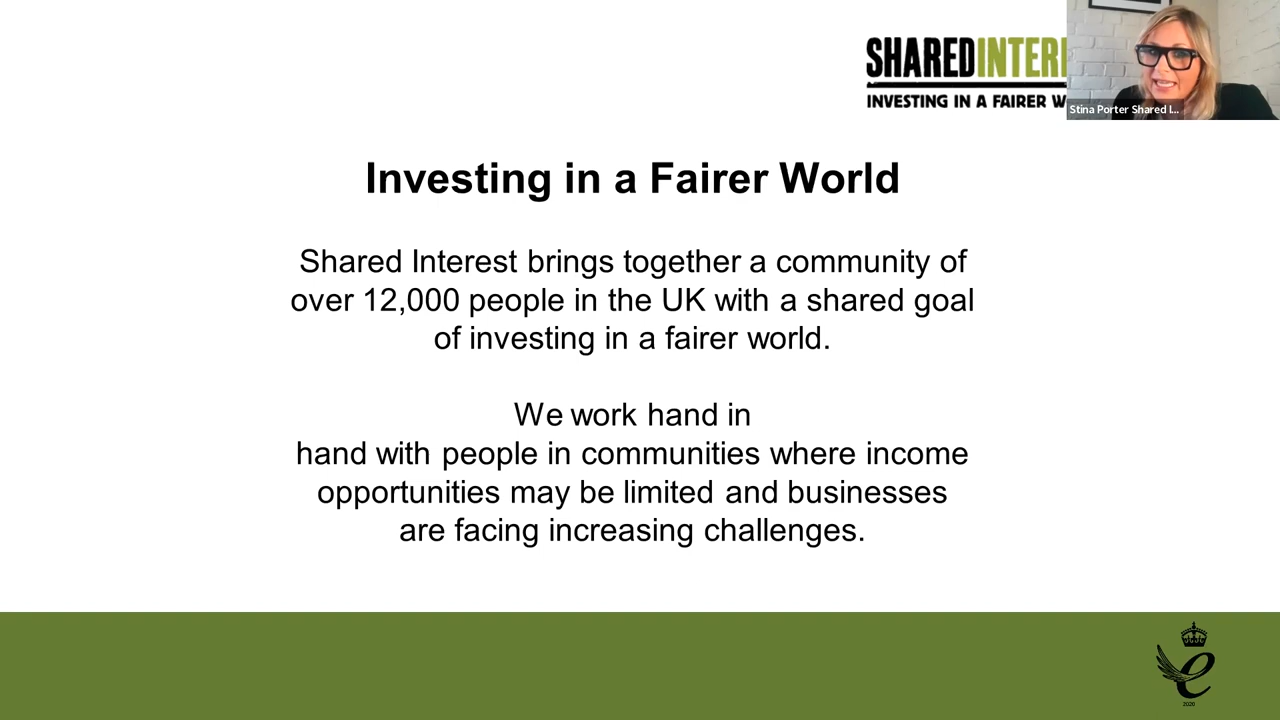 SHAREDINTER
INVESTING IN A FAIRER W
Stina Porter Shared I...
Investing in a Fairer World
Shared Interest brings together a community of
over 12,000 people in the UK with a shared goal
of investing in a fairer world.
We work hand in
hand with people in communities where income
opportunities may be limited and businesses
are facing increasing challenges.
e
2020